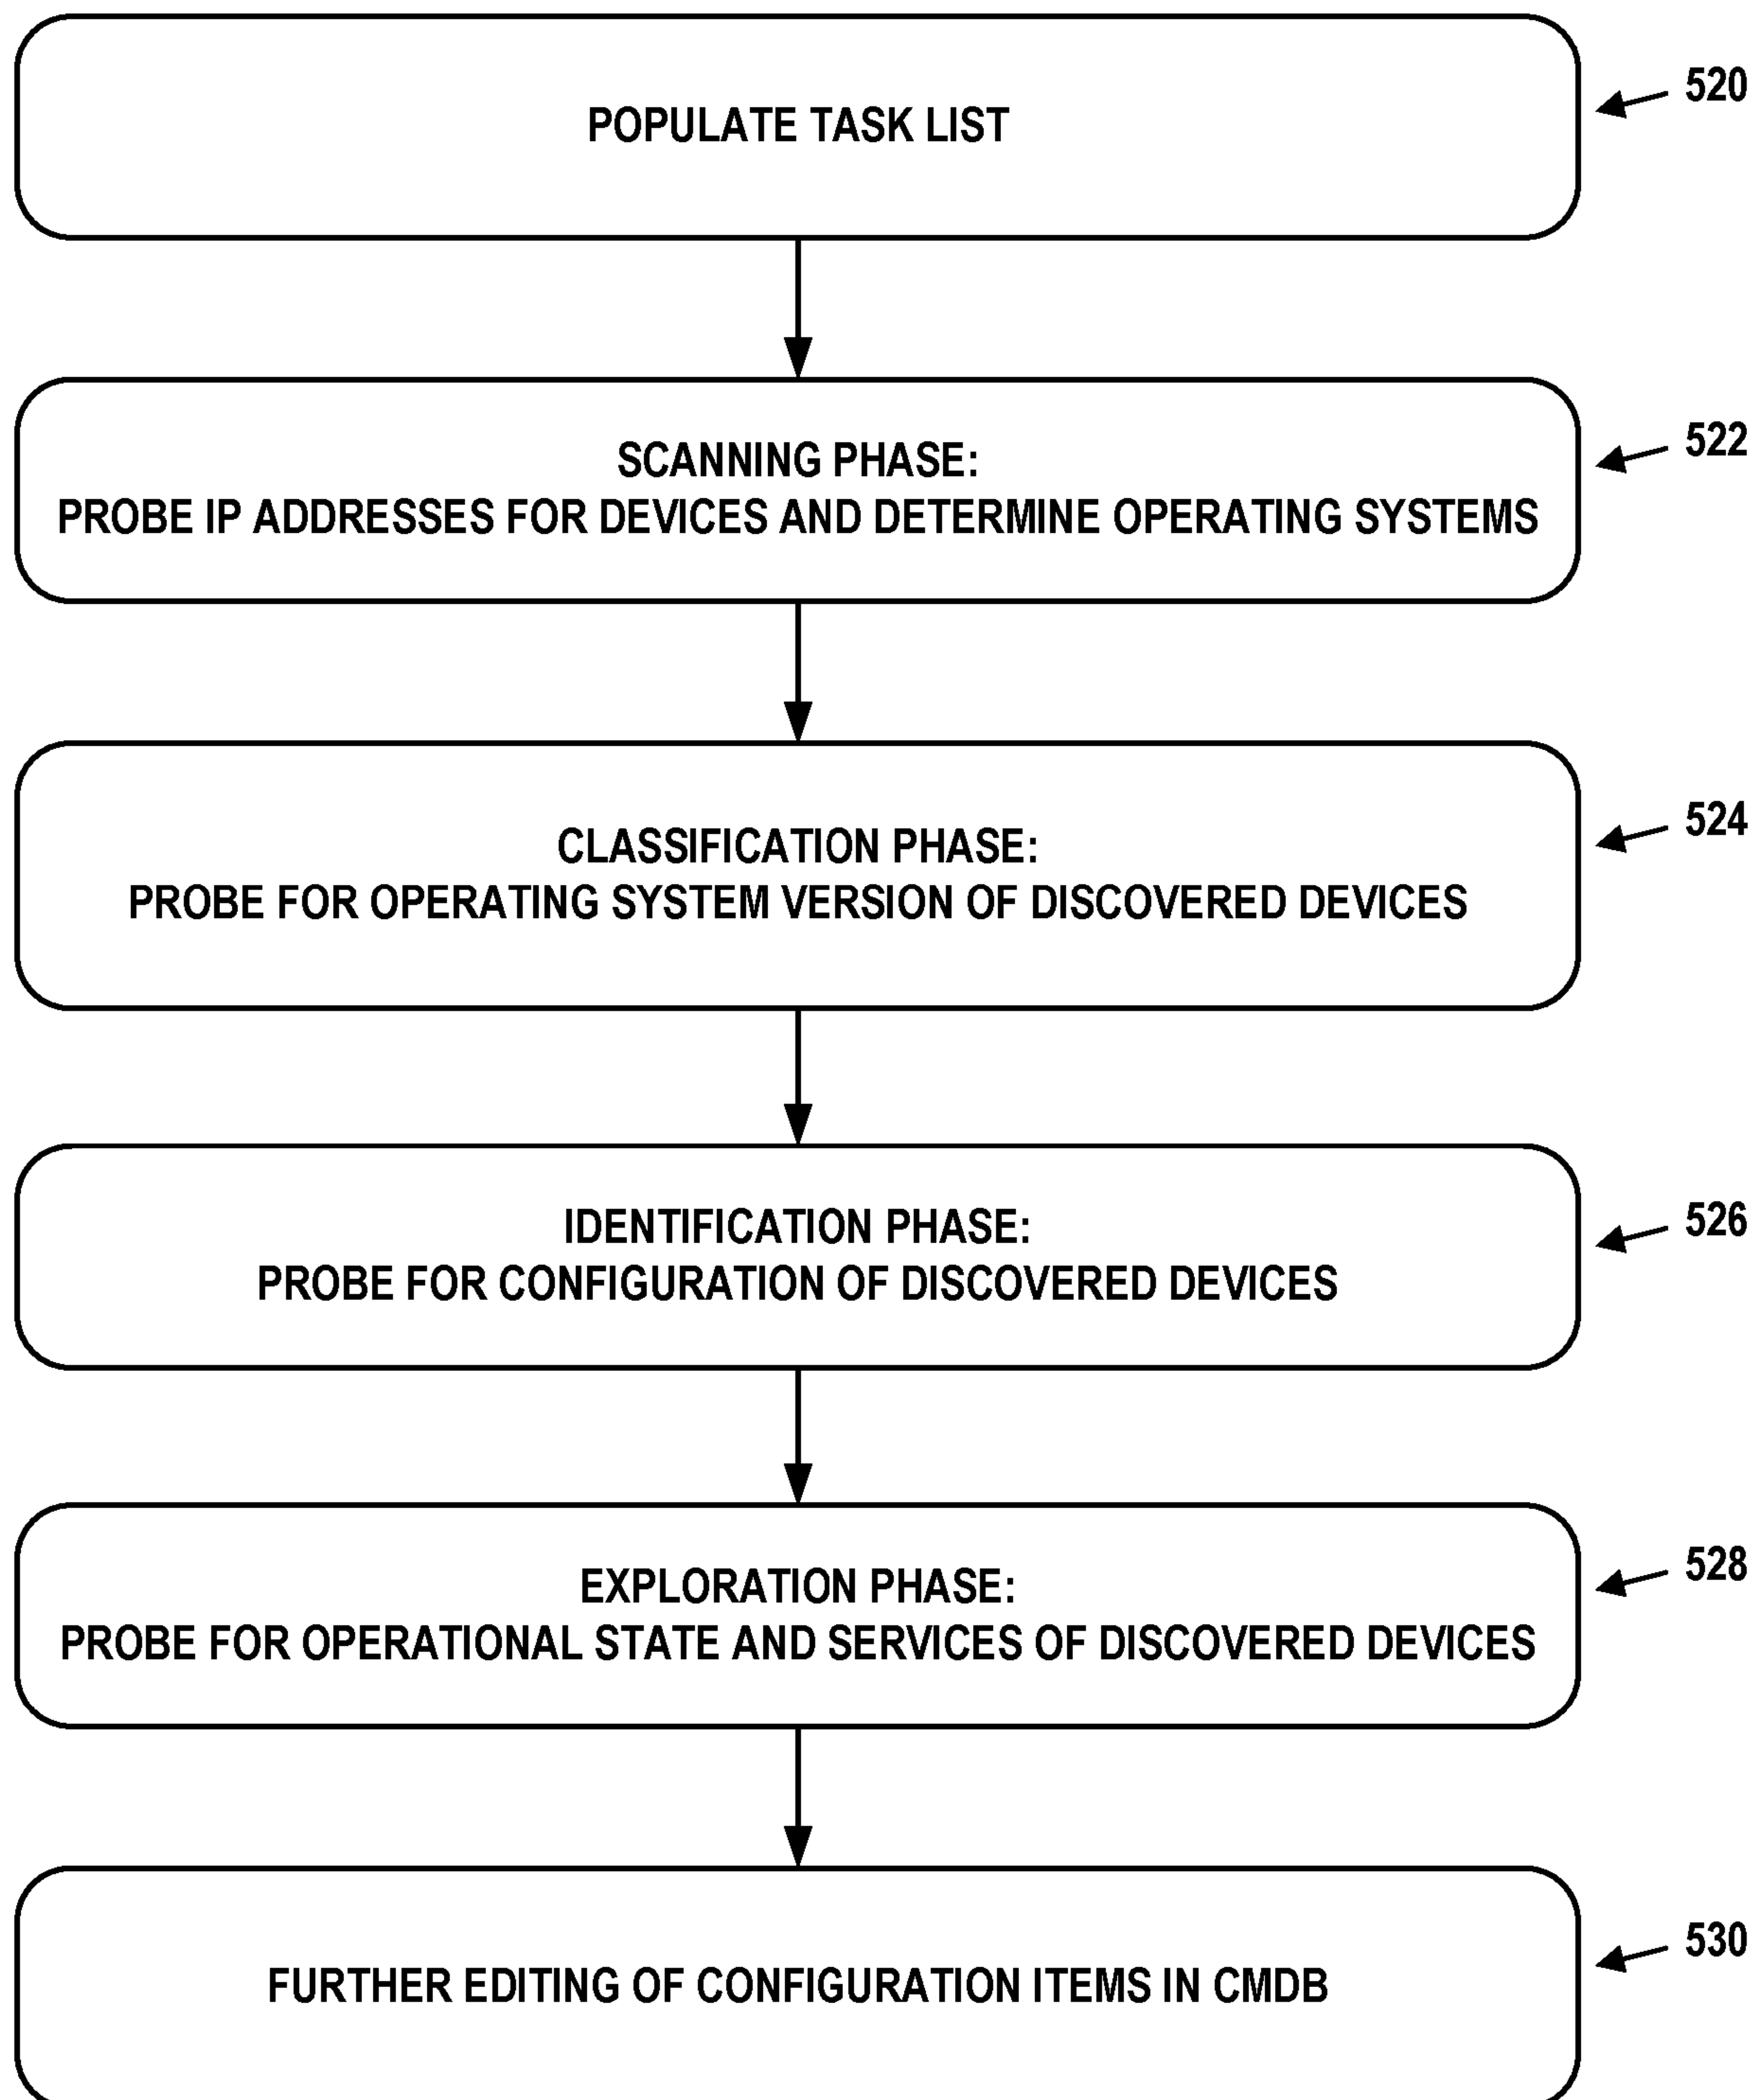 POPULATE TASK LIST
520
SCANNING PHASE:
PROBE IP ADDRESSES FOR DEVICES AND DETERMINE OPERATING SYSTEMS
522
CLASSIFICATION PHASE:
PROBE FOR OPERATING SYSTEM VERSION OF DISCOVERED DEVICES
524
IDENTIFICATION PHASE:
PROBE FOR CONFIGURATION OF DISCOVERED DEVICES
526
EXPLORATION PHASE:
PROBE FOR OPERATIONAL STATE AND SERVICES OF DISCOVERED DEVICES
528
FURTHER EDITING OF CONFIGURATION ITEMS IN CMDB
530